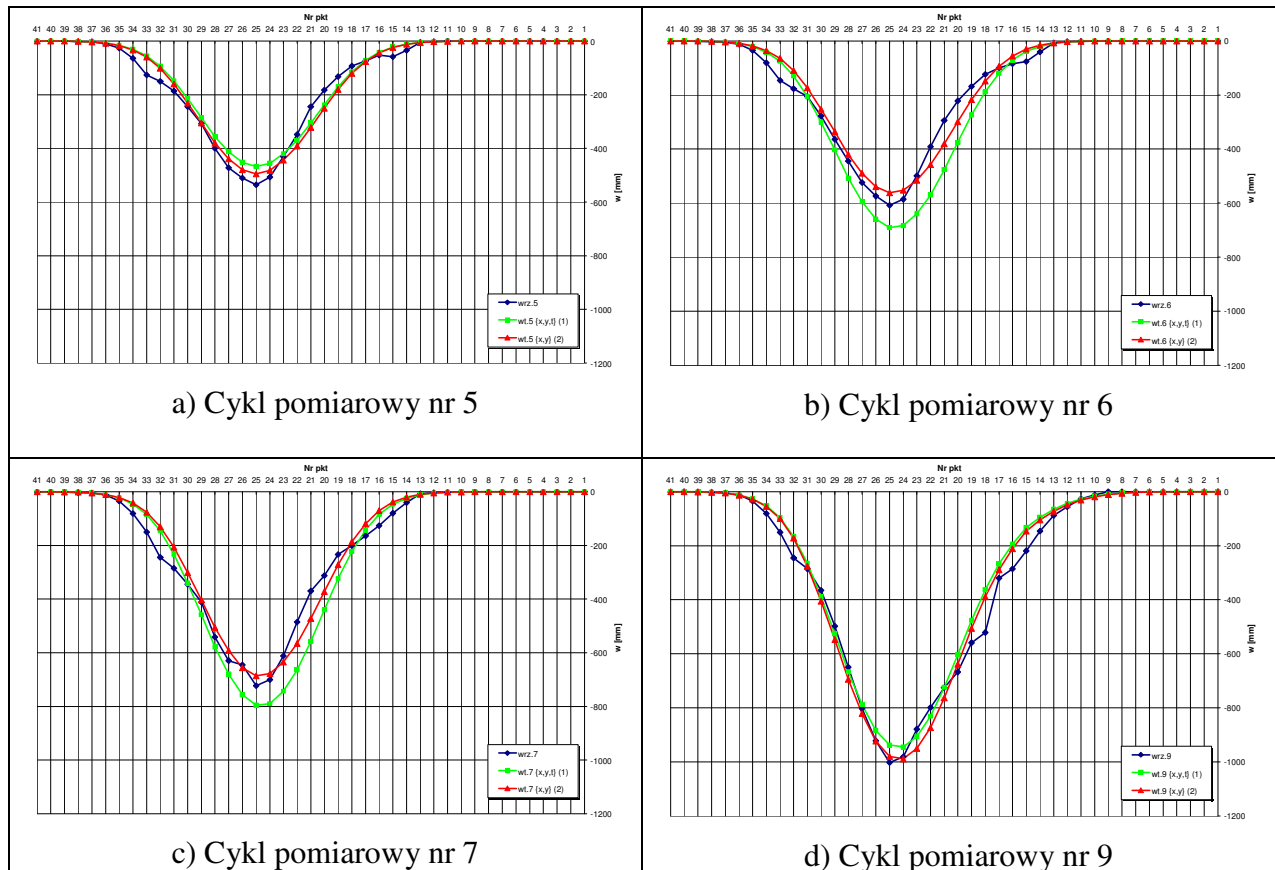 Nr pkt
41 40 39 38 37 36 35 34 33 32 31 30 29 28 27 26 25 24 23 22 21 20 19 18 17 16 15 14 13 12 11 10 9 8 7 6 5 4 3 2 1
0
-200
-400
w [mm]
-600
-800
-1000
-1200
wrz.5
wt.5 {x,y,t} (1)
wt.5 {x,y} (2)
a) Cykl pomiarowy nr 5
Nr pkt
41 40 39 38 37 36 35 34 33 32 31 30 29 28 27 26 25 24 23 22 21 20 19 18 17 16 15 14 13 12 11 10 9 8 7 6 5 4 3 2 1
0
-200
-400
w [mm]
-600
-800
-1000
-1200
wrz.6
wt.6 {x,y,t} (1)
wt.6 {x,y} (2)
b) Cykl pomiarowy nr 6
Nr pkt
41 40 39 38 37 36 35 34 33 32 31 30 29 28 27 26 25 24 23 22 21 20 19 18 17 16 15 14 13 12 11 10 9 8 7 6 5 4 3 2 1
0
-200
-400
w [mm]
-600
-800
-1000
-1200
wrz.7
wt.7 {x,y,t} (1)
wt.7 {x,y} (2)
c) Cykl pomiarowy nr 7
Nr pkt
41 40 39 38 37 36 35 34 33 32 31 30 29 28 27 26 25 24 23 22 21 20 19 18 17 16 15 14 13 12 11 10 9 8 7 6 5 4 3 2 1
0
-200
-400
w [mm]
-600
-800
-1000
-1200
wrz.9
wt.9 {x,y,t} (1)
wt.9 {x,y} (2)
d) Cykl pomiarowy nr 9